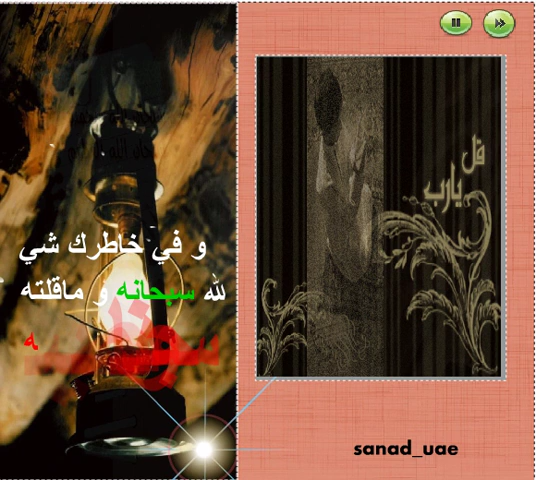 و في خاطرك شي
لله سبحانه و ماقلته
قل
يارب
sanad_uae